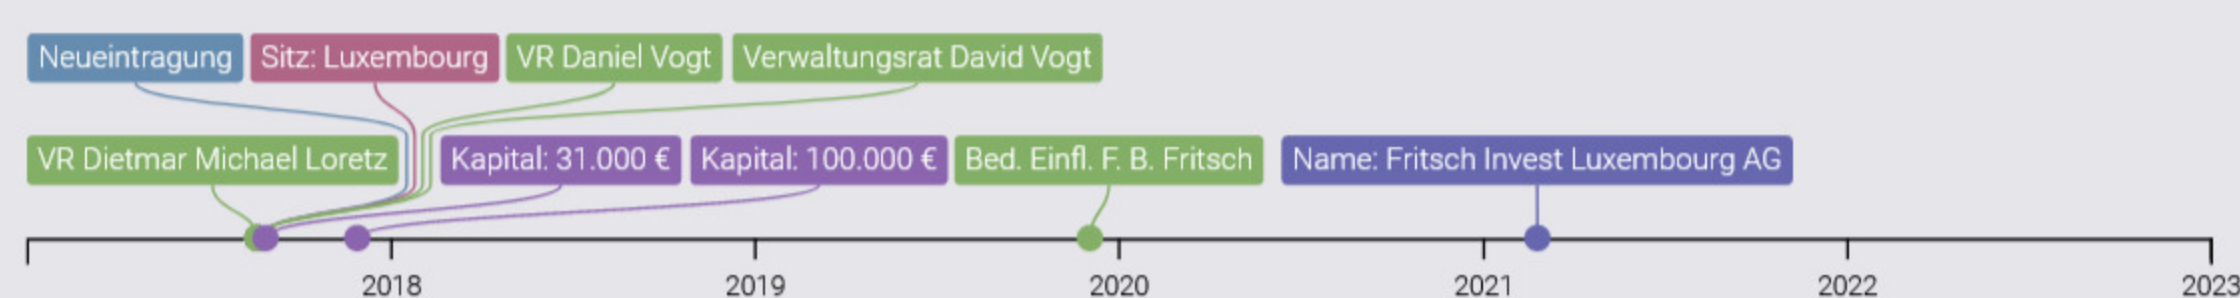 Neueintragung Sitz: Luxembourg VR Daniel Vogt Verwaltungsrat David Vogt
VR Dietmar Michael Loretz Kapital: 31.000 € Kapital: 100.000 € Bed. Einfl. F. B. Fritsch Name: Fritsch Invest Luxembourg AG
2018 2019 2020 2021 2022 2023